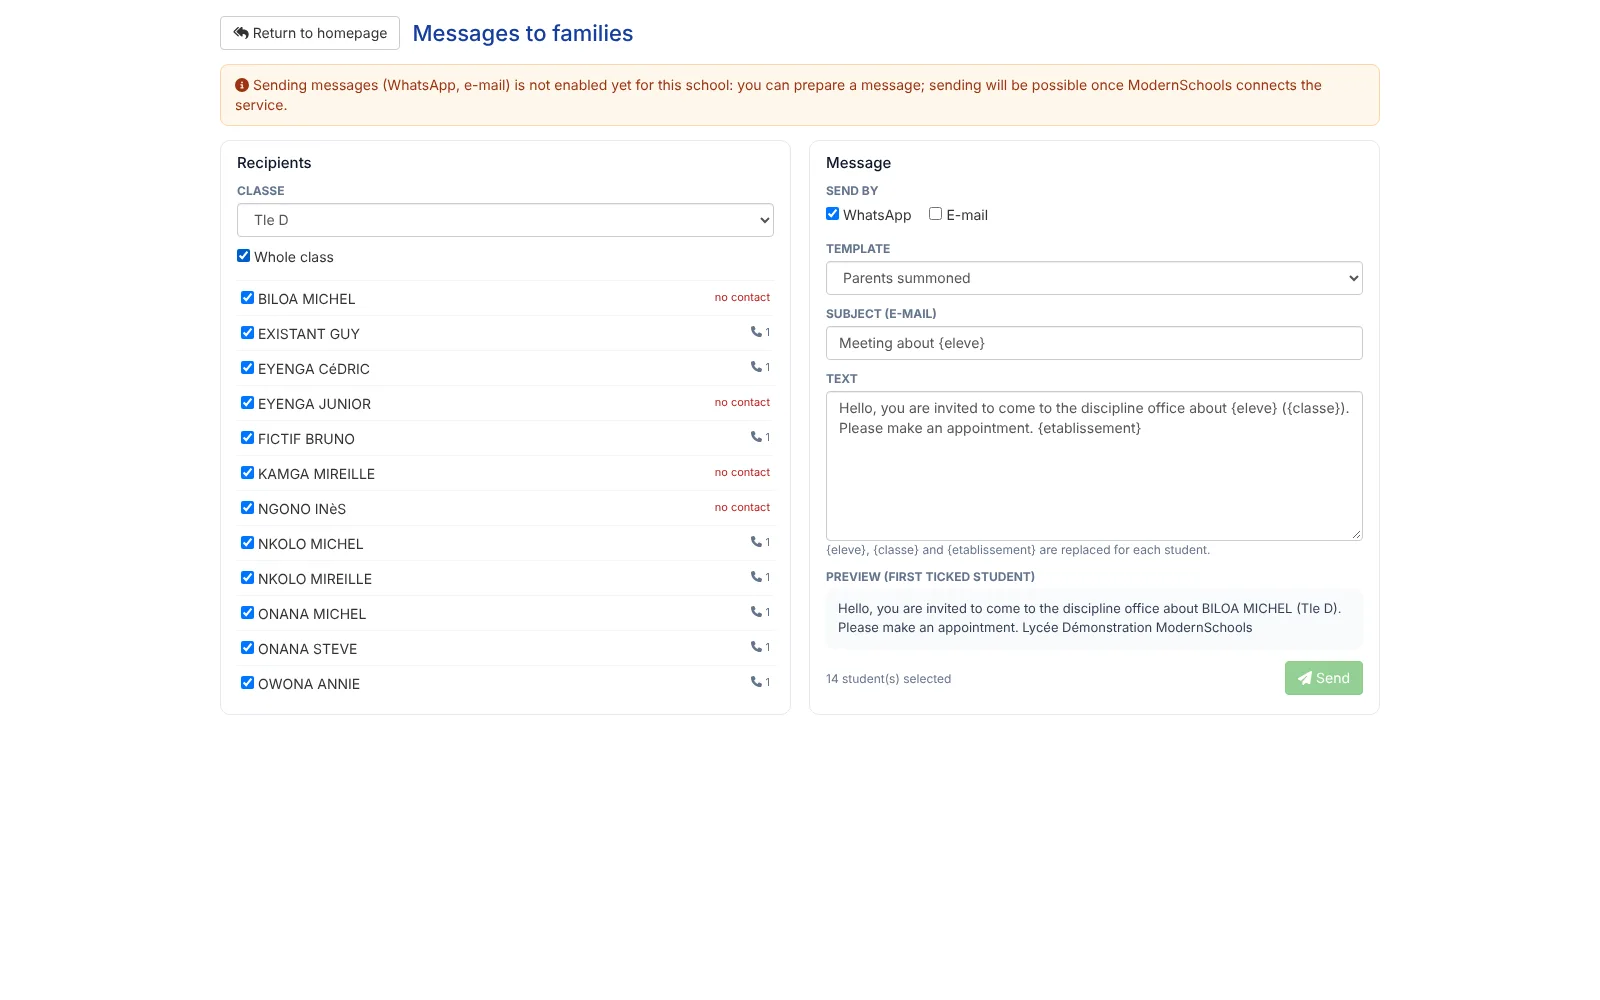 Return to homepage
Messages to families
Sending messages (WhatsApp, e-mail) is not enabled yet for this school: you can prepare a message; sending will be possible once ModernSchools connects the
service.
Recipients
CLASSE
Tle D
Whole class
BILOA MICHEL no contact
EXISTANT GUY 1
EYENGA CéDRIC 1
EYENGA JUNIOR no contact
FICTIF BRUNO 1
KAMGA MIREILLE no contact
NGONO INèS no contact
NKOLO MICHEL 1
NKOLO MIREILLE 1
ONANA MICHEL 1
ONANA STEVE 1
OWONA ANNIE 1
Message
SEND BY
WhatsApp E-mail
TEMPLATE
Parents summoned
SUBJECT (E-MAIL)
Meeting about {eleve}
TEXT
Hello, you are invited to come to the discipline office about {eleve} ({classe}).
Please make an appointment. {etablissement}
{eleve}, {classe} and {etablissement} are replaced for each student.
PREVIEW (FIRST TICKED STUDENT)
Hello, you are invited to come to the discipline office about BILOA MICHEL (Tle D).
Please make an appointment. Lycée Démonstration ModernSchools
14 student(s) selected
Send